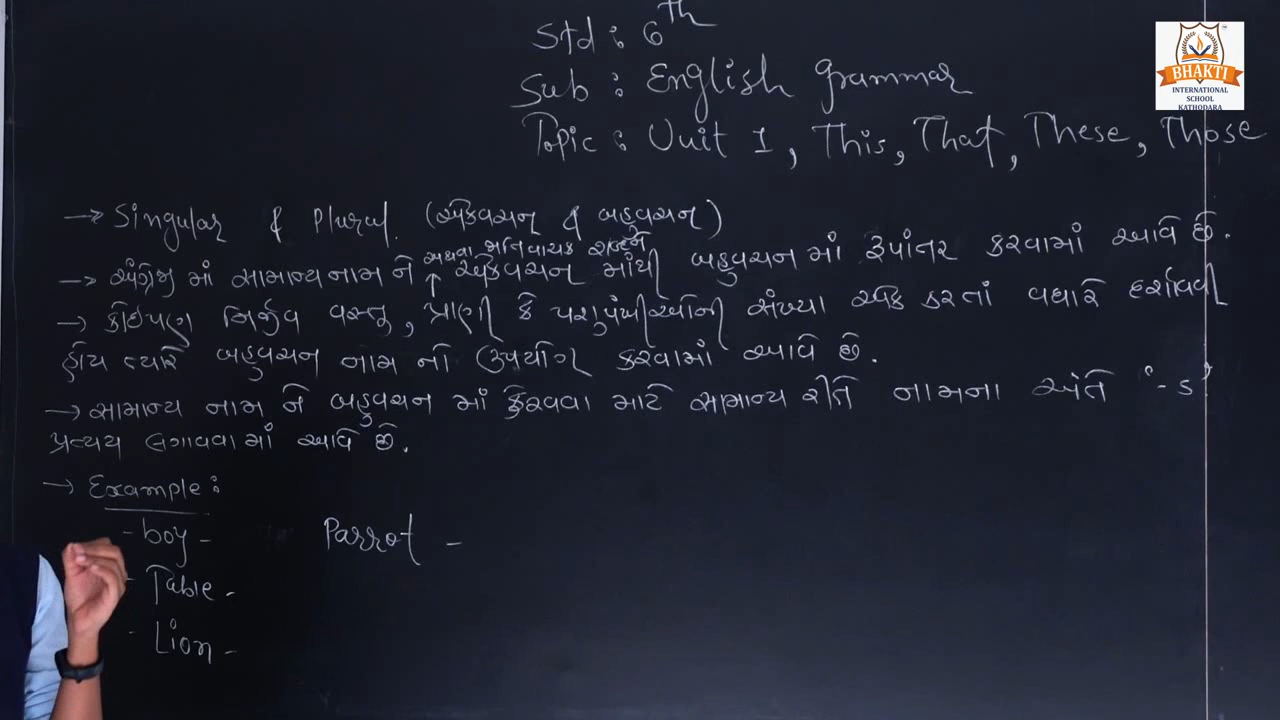 Std : 6th
Sub : English grammar
Topic : Unit 1, This, That, These, Those
BHAKTI
INTERNATIONAL
SCHOOL
KATHODARA
→ Singular & Plural (એકવચન & બહુવચન)
અથવા જાતિવાચક શબ્દને
→ અંગ્રેજી માં સામાન્ય નામ ને ↑ એકવચન માંથી બહુવચન માં રૂપાંતર કરવામાં આવે છે.
→ કોઈપણ નિર્જીવ વસ્તુ, પ્રાણી કે પશુપંખીઓની સંખ્યા એક કરતાં વધારે દર્શાવવી
હોય ત્યારે બહુવચન નામ નો ઉપયોગ કરવામાં આવે છે.
→ સામાન્ય નામ ને બહુવચન માં ફેરવવા માટે સામાન્ય રીતે નામના અંતે '-s'
પ્રત્યય લગાવવામાં આવે છે.
→ Example :
- boy -
Parrot -
- Table -
- Lion -